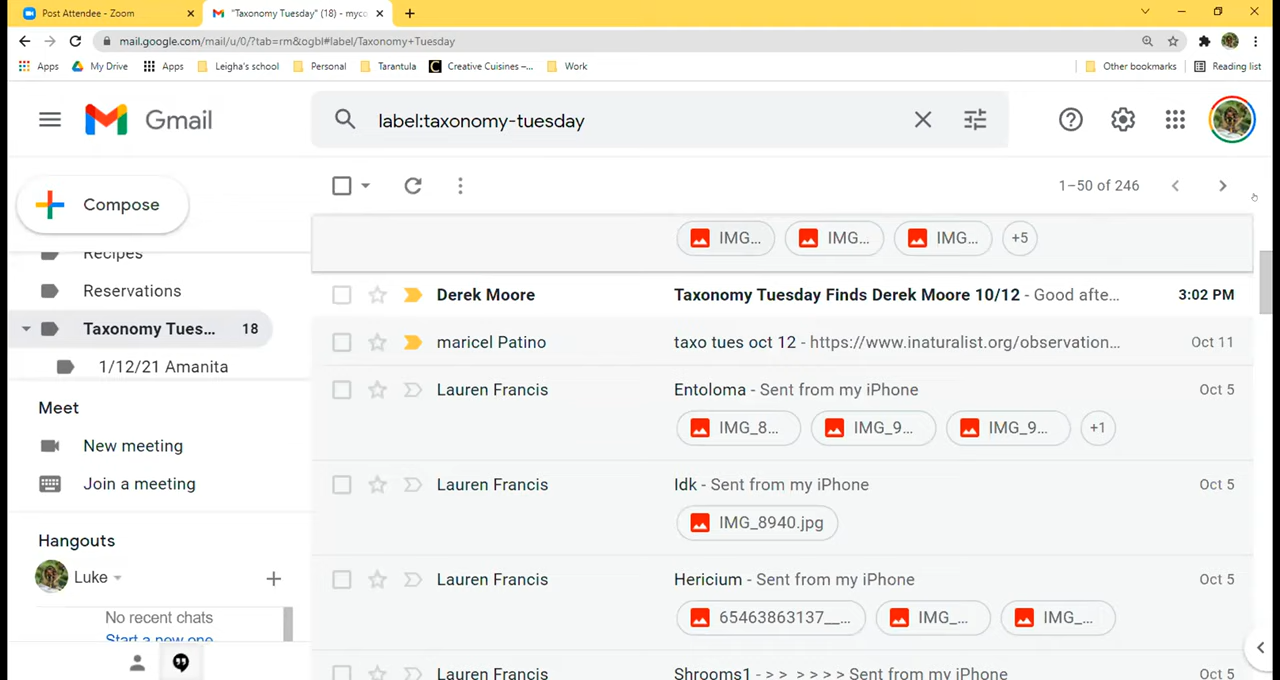 Post Attendee - Zoom
"Taxonomy Tuesday" (18) - myco
mail.google.com/mail/u/0/?tab=rm&ogbl#label/Taxonomy+Tuesday
Apps My Drive Apps Leigha's school Personal Tarantula Creative Cuisines –... Work Other bookmarks Reading list
Gmail
label:taxonomy-tuesday
Compose
1–50 of 246
Recipes
Reservations
Taxonomy Tues... 18
1/12/21 Amanita
Meet
New meeting
Join a meeting
Hangouts
Luke
No recent chats
Start a new one
IMG... IMG... IMG... +5
Derek Moore Taxonomy Tuesday Finds Derek Moore 10/12 - Good afte... 3:02 PM
maricel Patino taxo tues oct 12 - https://www.inaturalist.org/observation... Oct 11
Lauren Francis Entoloma - Sent from my iPhone Oct 5
IMG_8... IMG_9... IMG_9... +1
Lauren Francis Idk - Sent from my iPhone Oct 5
IMG_8940.jpg
Lauren Francis Hericium - Sent from my iPhone Oct 5
65463863137__... IMG_... IMG_...
Lauren Francis Shrooms1 - > > > > > > Sent from my iPhone Oct 5